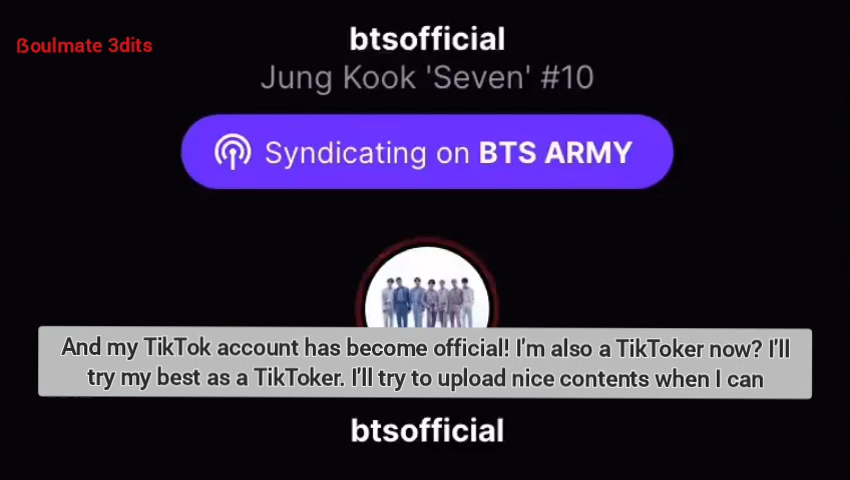 ßoulmate 3dits
btsofficial
Jung Kook 'Seven' #10
Syndicating on BTS ARMY
And my TikTok account has become official! I'm also a TikToker now? I'll
try my best as a TikToker. I'll try to upload nice contents when I can
btsofficial